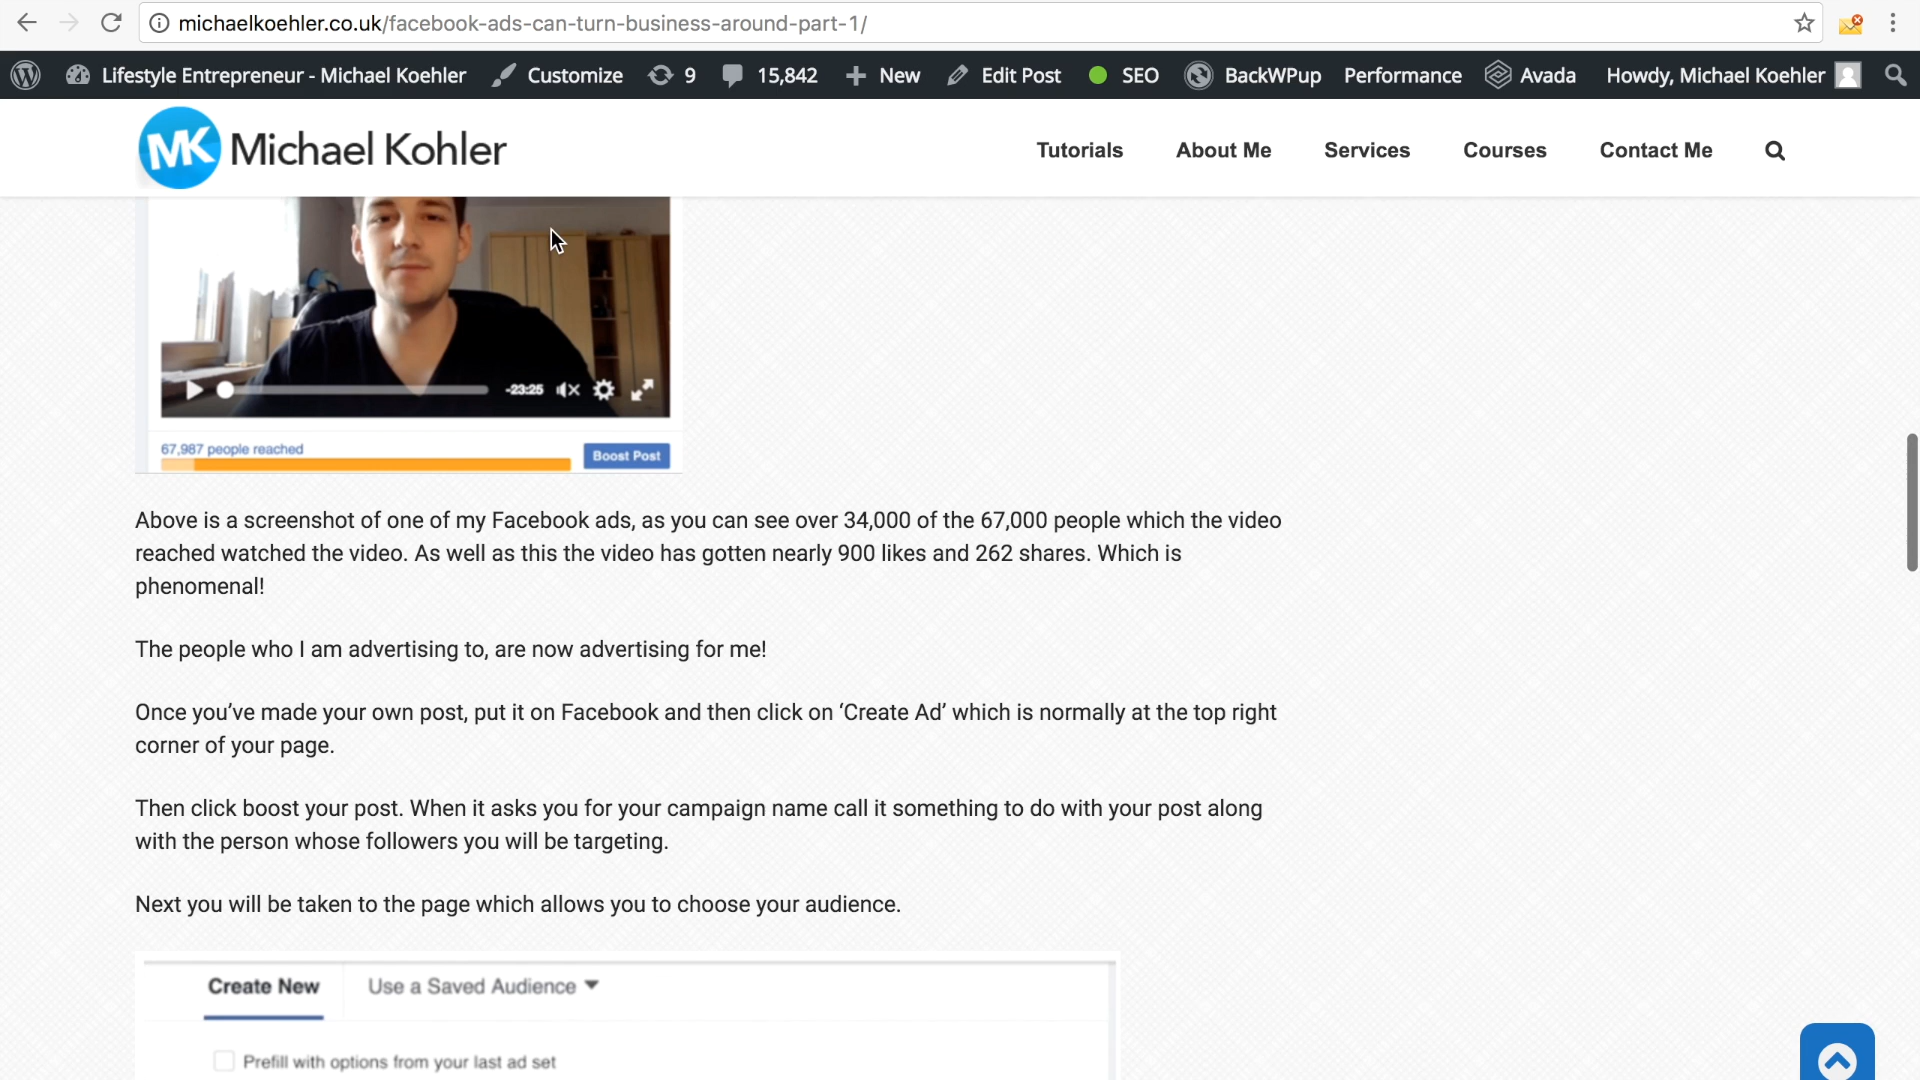 michaelkoehler.co.uk/facebook-ads-can-turn-business-around-part-1/
Lifestyle Entrepreneur - Michael Koehler Customize 9 15,842 New Edit Post SEO BackWPup Performance Avada Howdy, Michael Koehler
MK Michael Kohler Tutorials About Me Services Courses Contact Me
-23:25
67,987 people reached Boost Post
Above is a screenshot of one of my Facebook ads, as you can see over 34,000 of the 67,000 people which the video
reached watched the video. As well as this the video has gotten nearly 900 likes and 262 shares. Which is
phenomenal!
The people who I am advertising to, are now advertising for me!
Once you’ve made your own post, put it on Facebook and then click on ‘Create Ad’ which is normally at the top right
corner of your page.
Then click boost your post. When it asks you for your campaign name call it something to do with your post along
with the person whose followers you will be targeting.
Next you will be taken to the page which allows you to choose your audience.
Create New Use a Saved Audience
Prefill with options from your last ad set